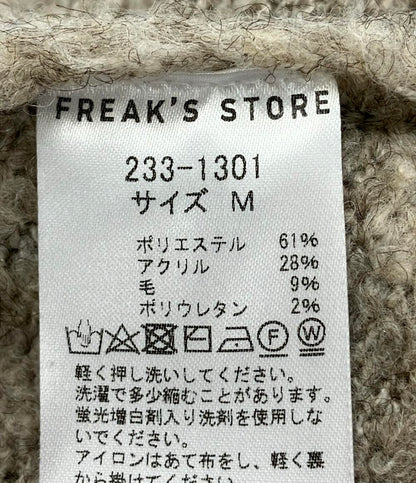 FREAK'S STORE
233-1301
サイズ M
ポリエステル 61%
アクリル 28%
毛 9%
ポリウレタン 2%
F W
軽く押し洗いしてください。
洗濯で多少縮むことがあります。
蛍光増白剤入り洗剤を使用しな
いでください。
アイロンはあて布をし、軽く裏
から掛けてください